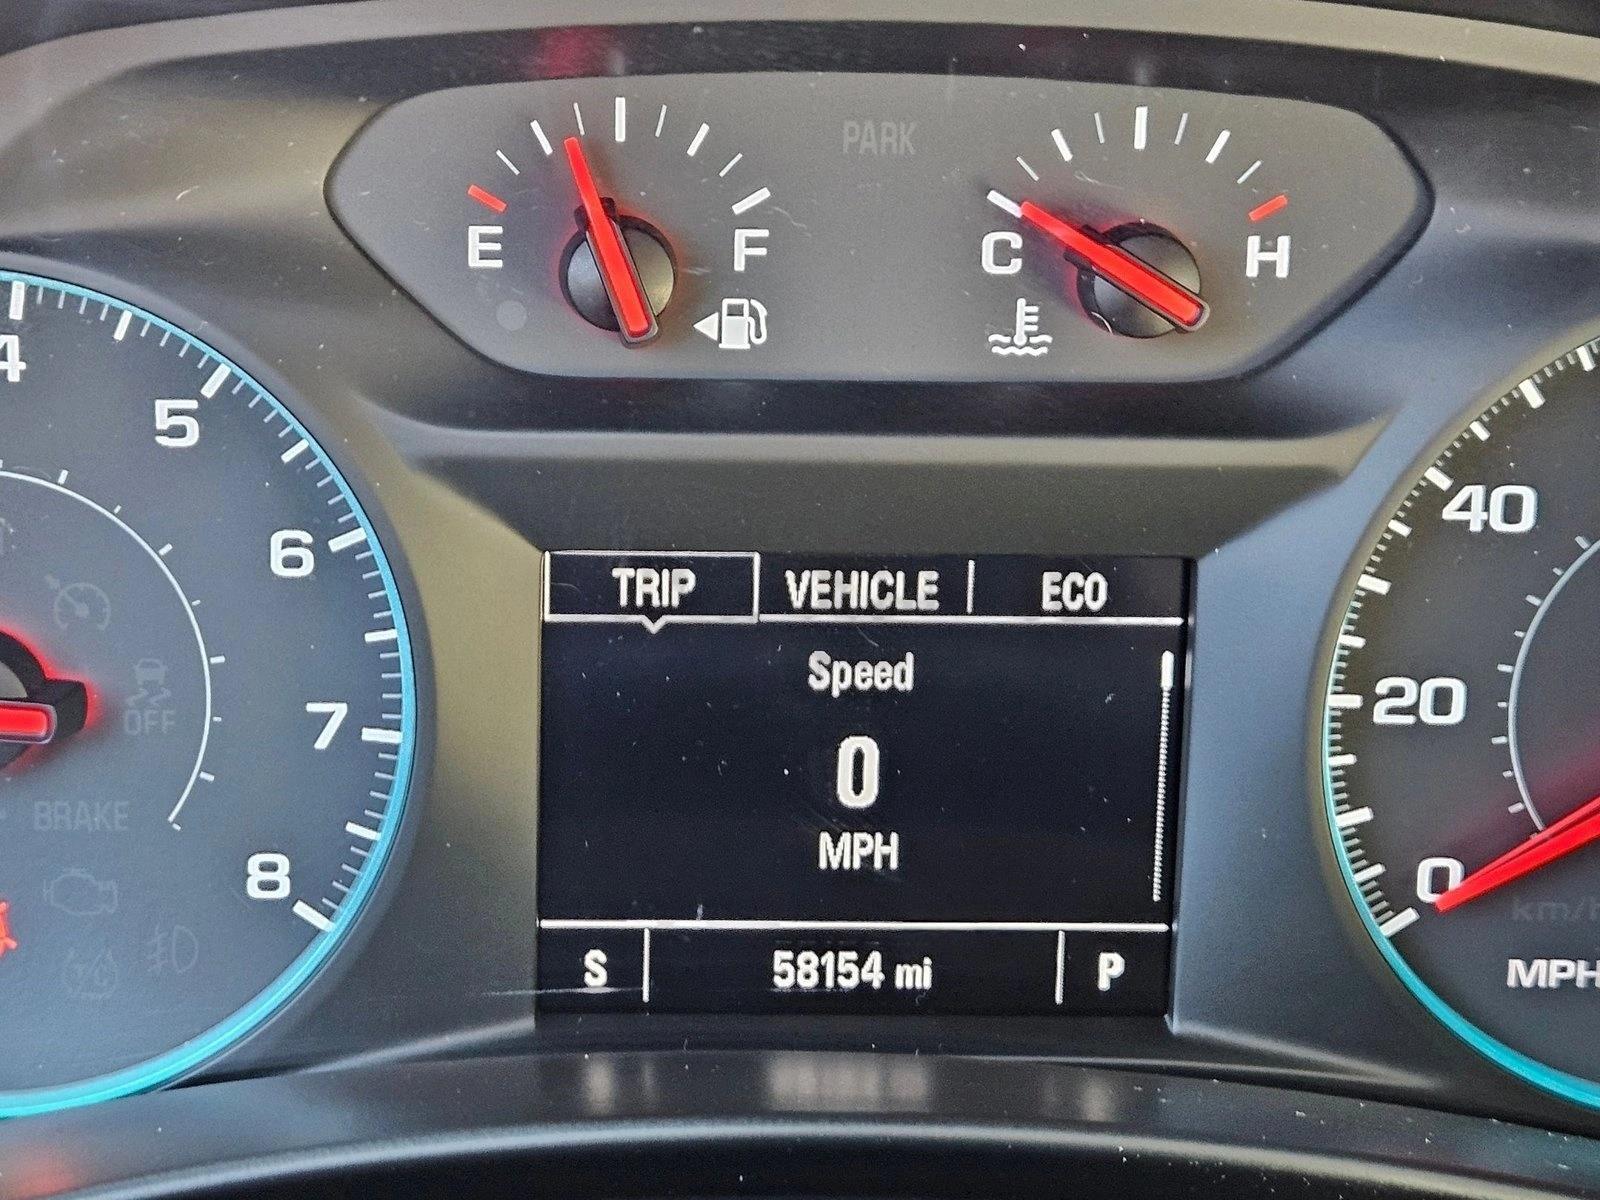 PARK
E F
C H
4
5
6
7
8
OFF
BRAKE
TRIP VEHICLE ECO
Speed
0
MPH
S 58154 mi P
40
20
0
km/h
MPH